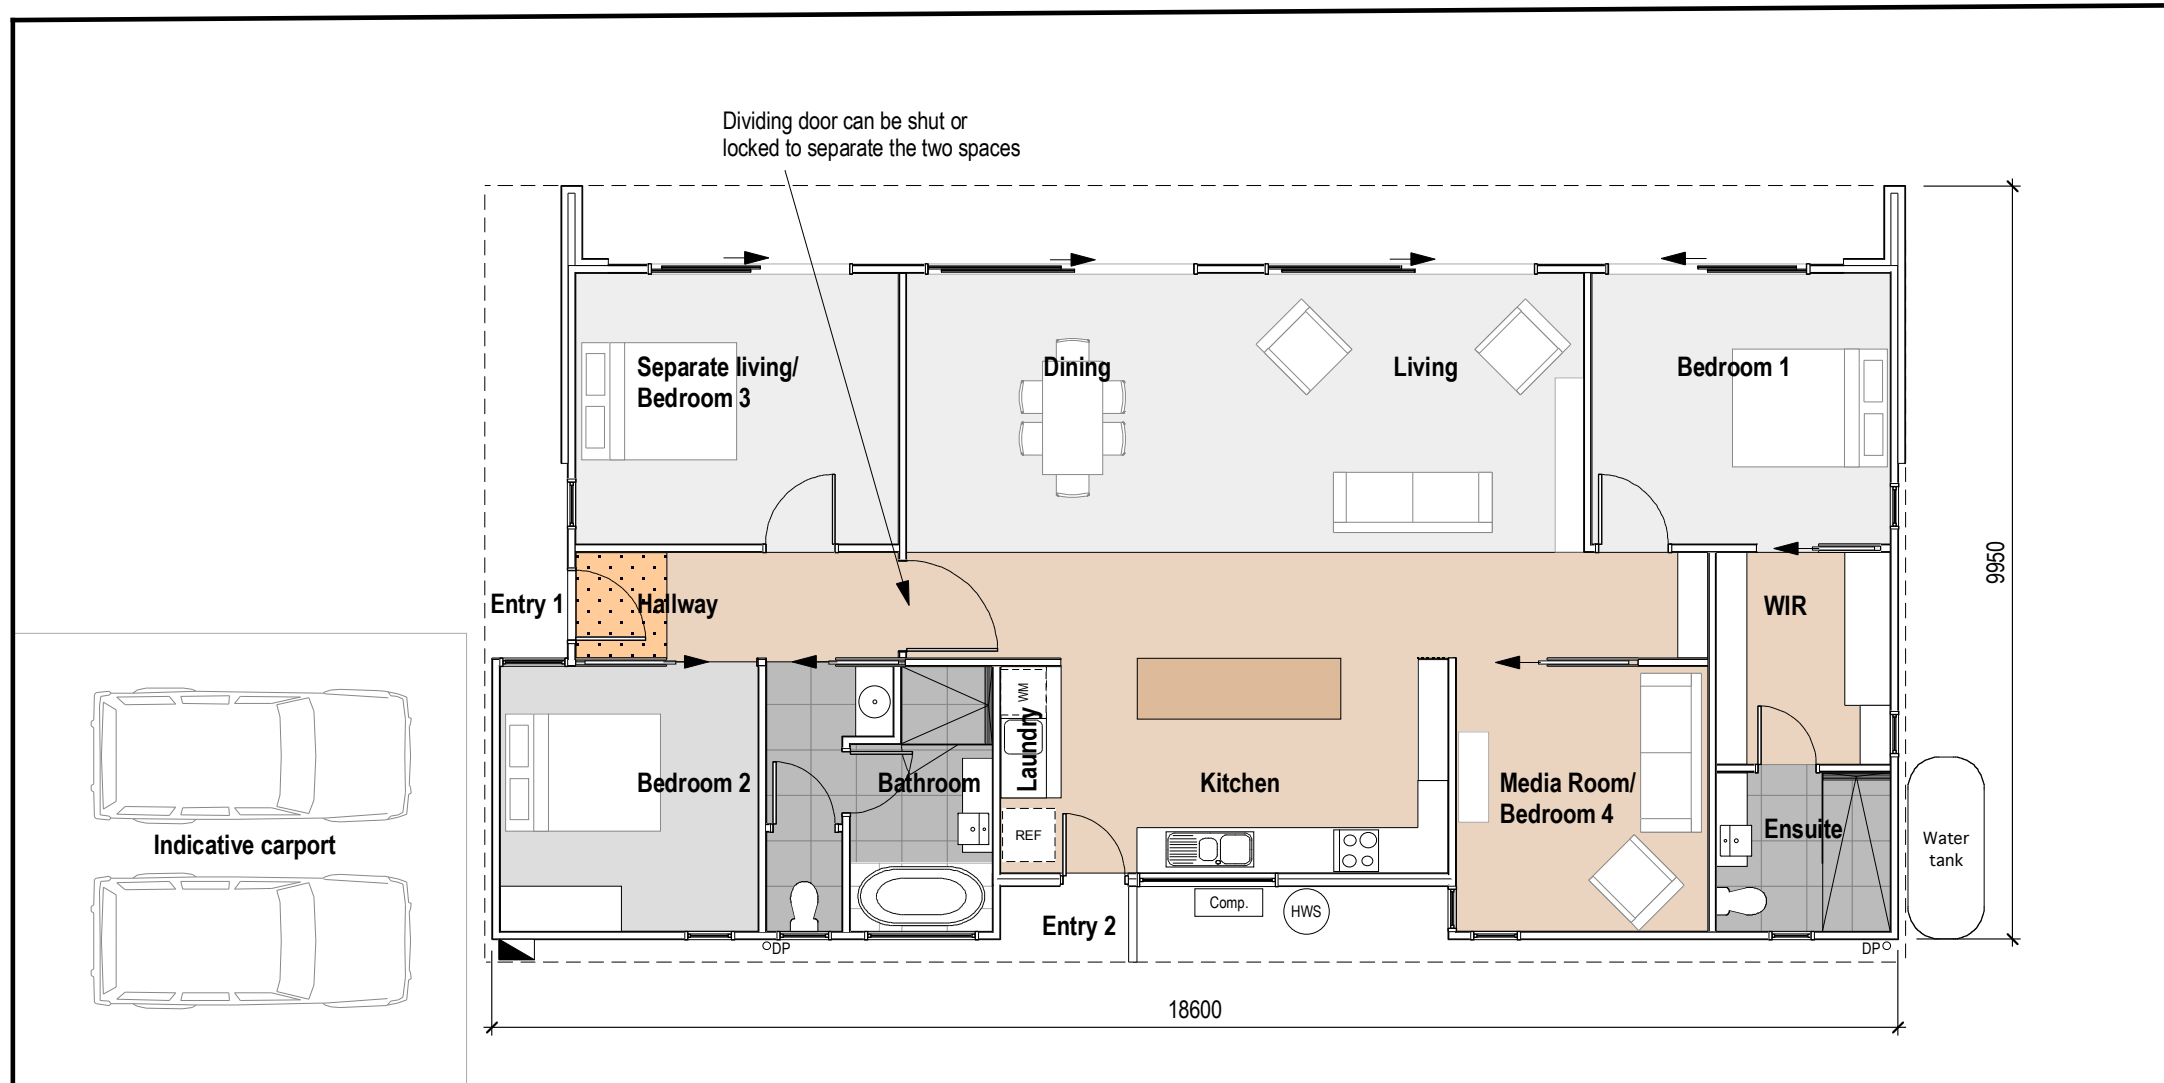 Dividing door can be shut or
locked to separate the two spaces
Separate living/
Bedroom 3
Dining
Living
Bedroom 1
9950
Entry 1
Hallway
WIR
Bedroom 2
Bathroom
Laundry
WM
REF
Kitchen
Media Room/
Bedroom 4
Ensuite
Water
tank
Indicative carport
Entry 2
Comp.
HWS
DP
DP
18600